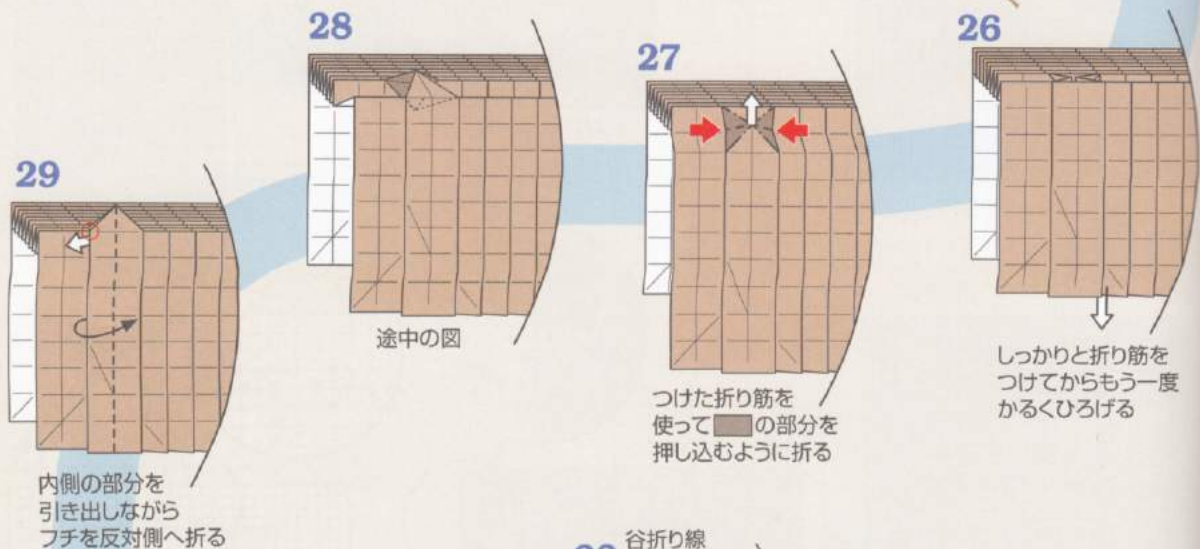 26
しっかりと折り筋を
つけてからもう一度
かるくひろげる
27
つけた折り筋を
使って の部分を
押し込むように折る
28
途中の図
29
内側の部分を
引き出しながら
フチを反対側へ折る
谷折り線